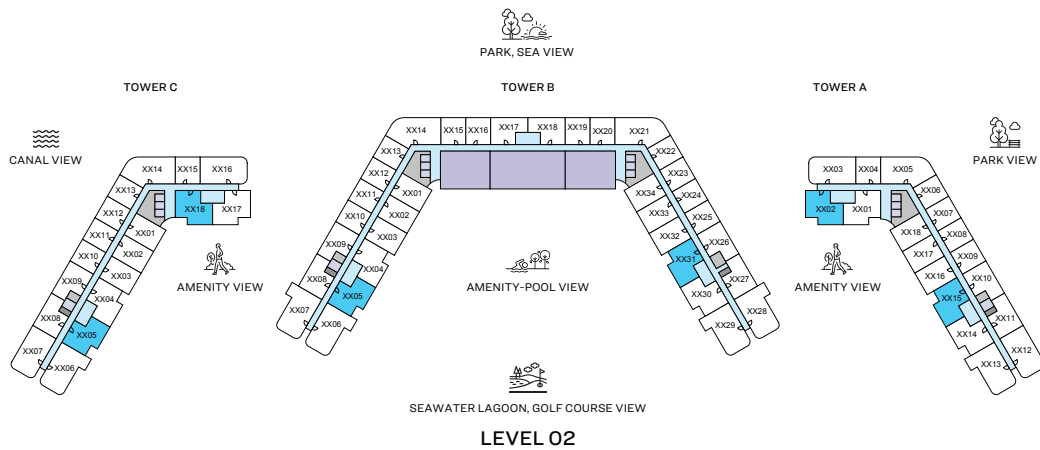 PARK, SEA VIEW
TOWER C
TOWER B
TOWER A
CANAL VIEW
PARK VIEW
XX14
XX15
XX16
XX13
XX12
XX11
XX10
XX09
XX08
XX07
XX06
XX05
XX04
XX03
XX02
XX01
XX18
XX17
XX14
XX15
XX16
XX17
XX18
XX19
XX20
XX21
XX13
XX12
XX11
XX10
XX09
XX08
XX07
XX06
XX05
XX04
XX03
XX02
XX01
XX22
XX23
XX24
XX25
XX26
XX27
XX28
XX29
XX30
XX31
XX32
XX33
XX34
XX03
XX04
XX05
XX02
XX01
XX06
XX07
XX08
XX09
XX10
XX11
XX12
XX13
XX14
XX15
XX16
XX17
XX18
AMENITY VIEW
AMENITY-POOL VIEW
AMENITY VIEW
SEAWATER LAGOON, GOLF COURSE VIEW
LEVEL 02